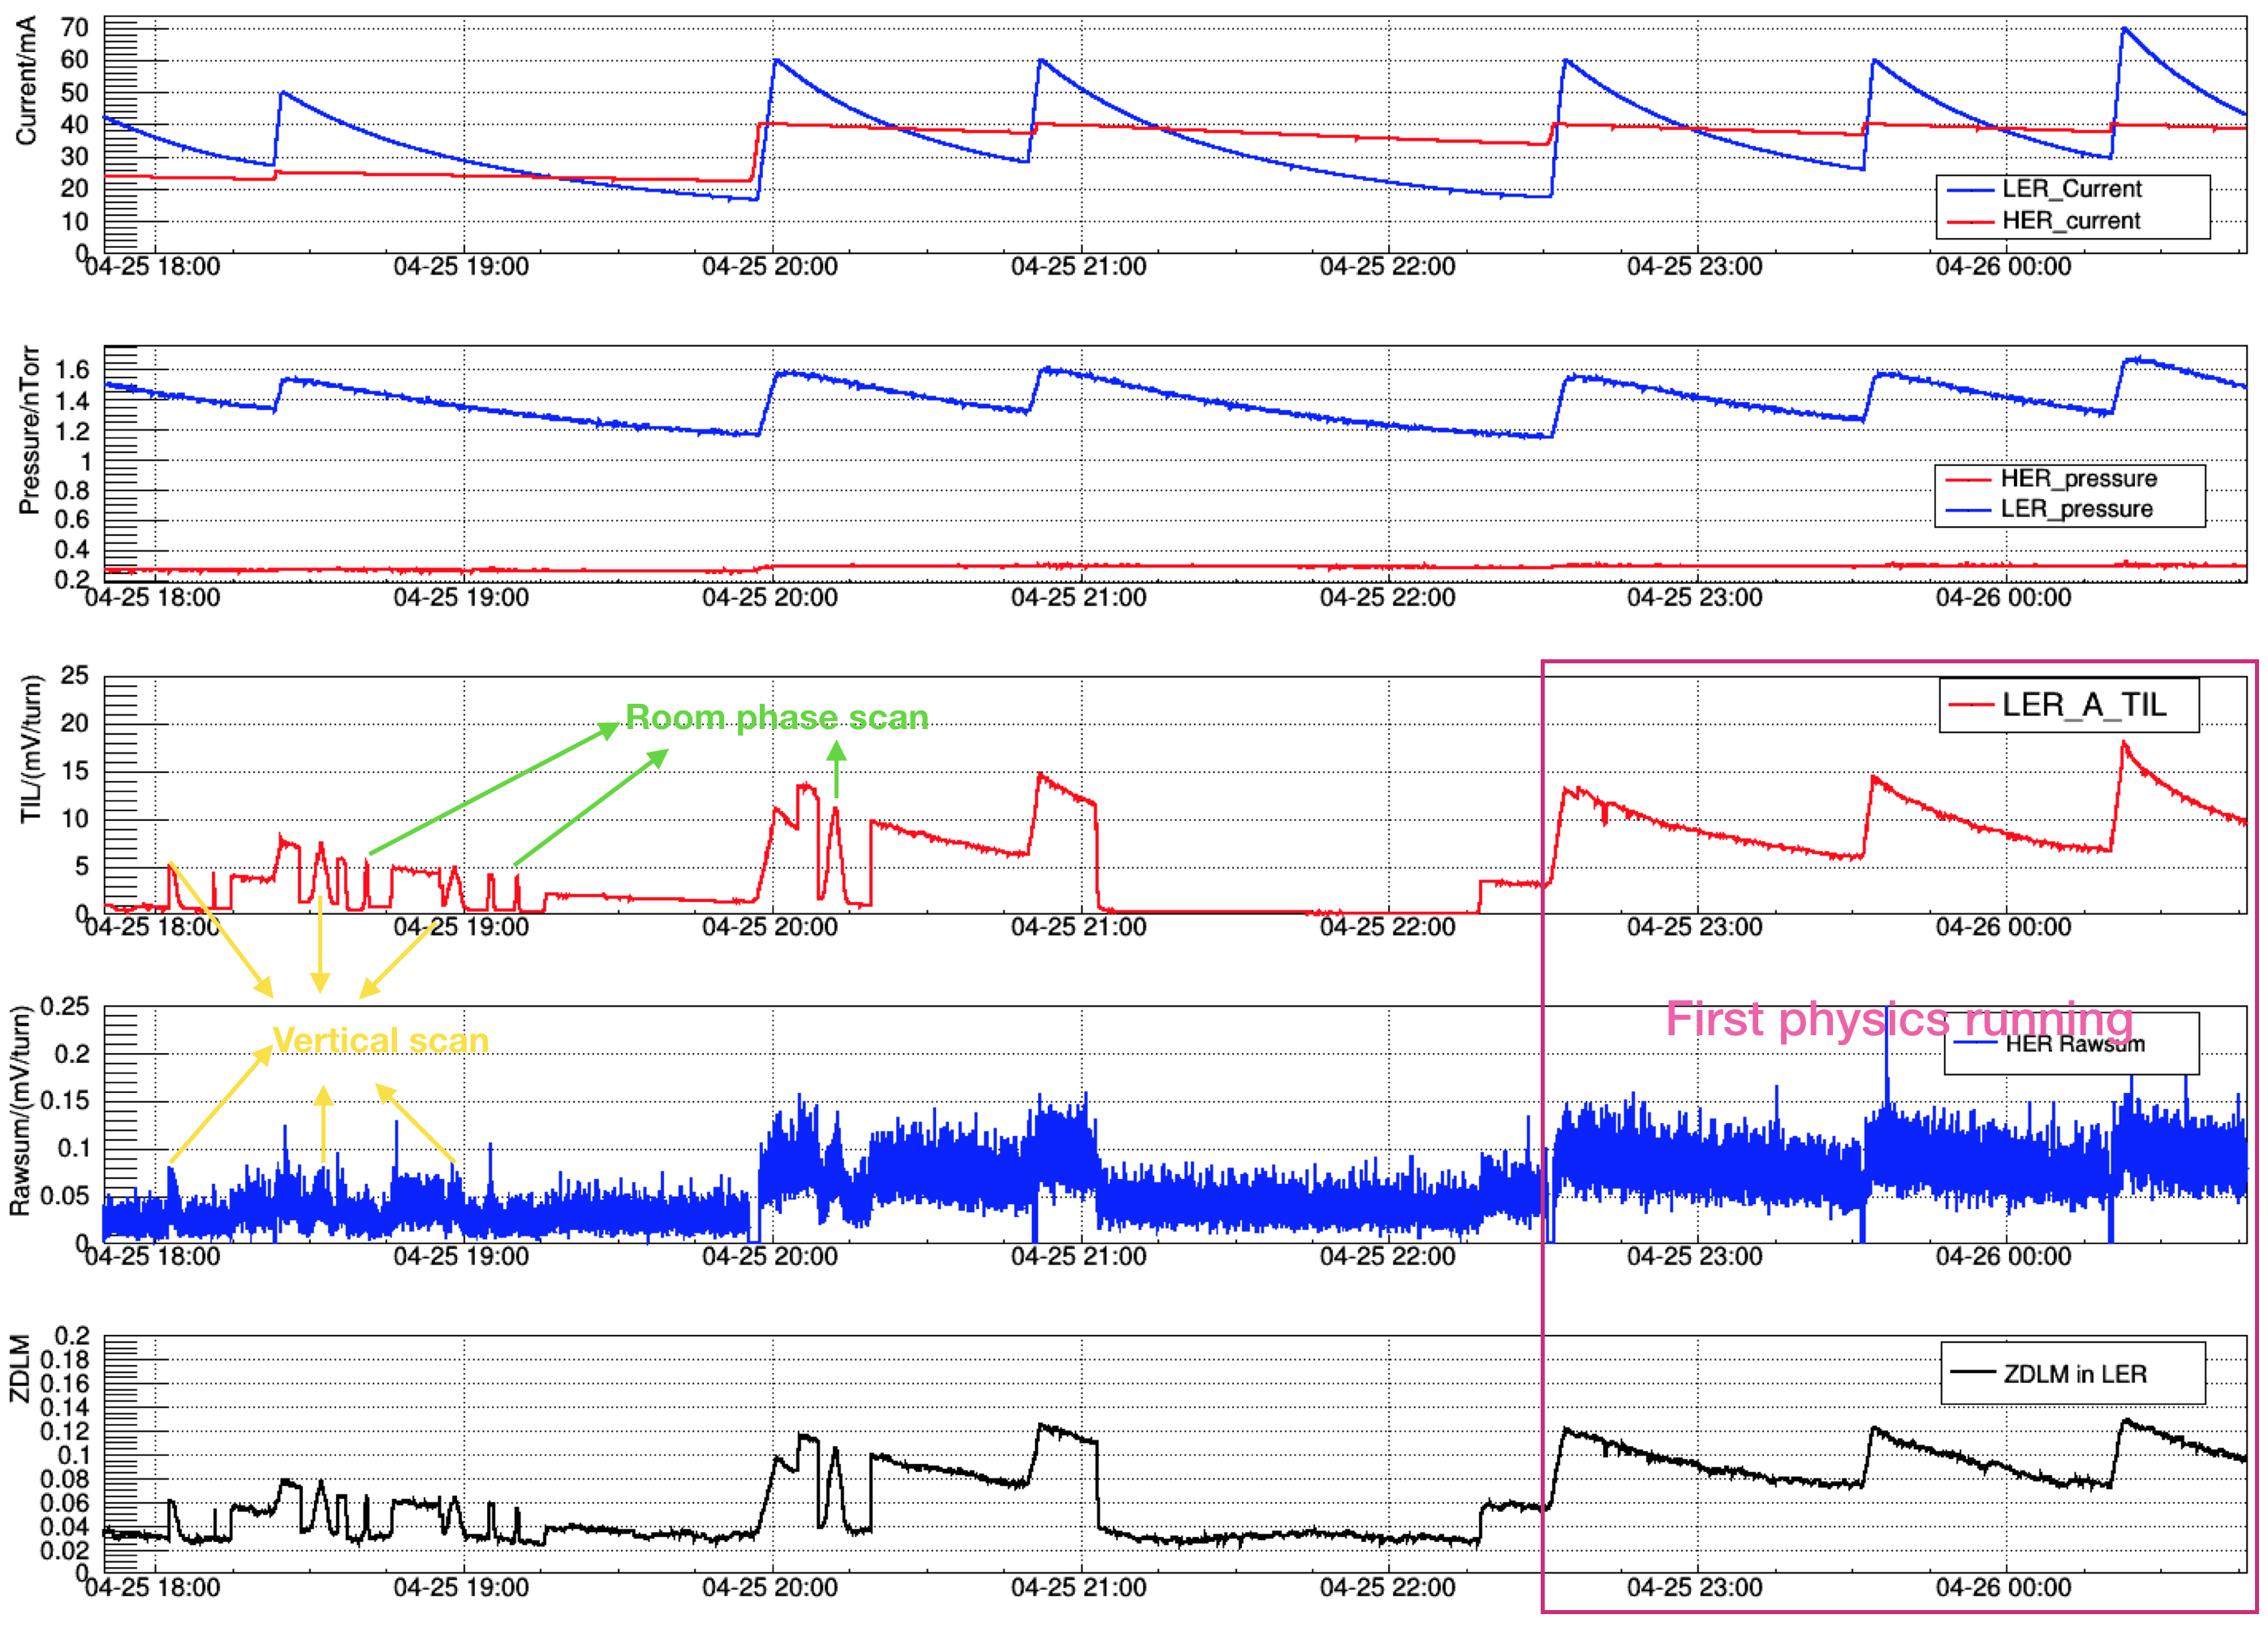 Current/mA
70
60
50
40
30
20
10
0
LER_Current
HER_current
04-25 18:00 04-25 19:00 04-25 20:00 04-25 21:00 04-25 22:00 04-25 23:00 04-26 00:00
Pressure/nTorr
1.6
1.4
1.2
1
0.8
0.6
0.4
0.2
HER_pressure
LER_pressure
04-25 18:00 04-25 19:00 04-25 20:00 04-25 21:00 04-25 22:00 04-25 23:00 04-26 00:00
TIL/(mV/turn)
25
20
15
10
5
0
Room phase scan
LER_A_TIL
04-25 18:00 04-25 19:00 04-25 20:00 04-25 21:00 04-25 22:00 04-25 23:00 04-26 00:00
Rawsum/(mV/turn)
0.25
0.2
0.15
0.1
0.05
0
Vertical scan
First physics running
HER Rawsum
04-25 18:00 04-25 19:00 04-25 20:00 04-25 21:00 04-25 22:00 04-25 23:00 04-26 00:00
ZDLM
0.2
0.18
0.16
0.14
0.12
0.1
0.08
0.06
0.04
0.02
0
ZDLM in LER
04-25 18:00 04-25 19:00 04-25 20:00 04-25 21:00 04-25 22:00 04-25 23:00 04-26 00:00